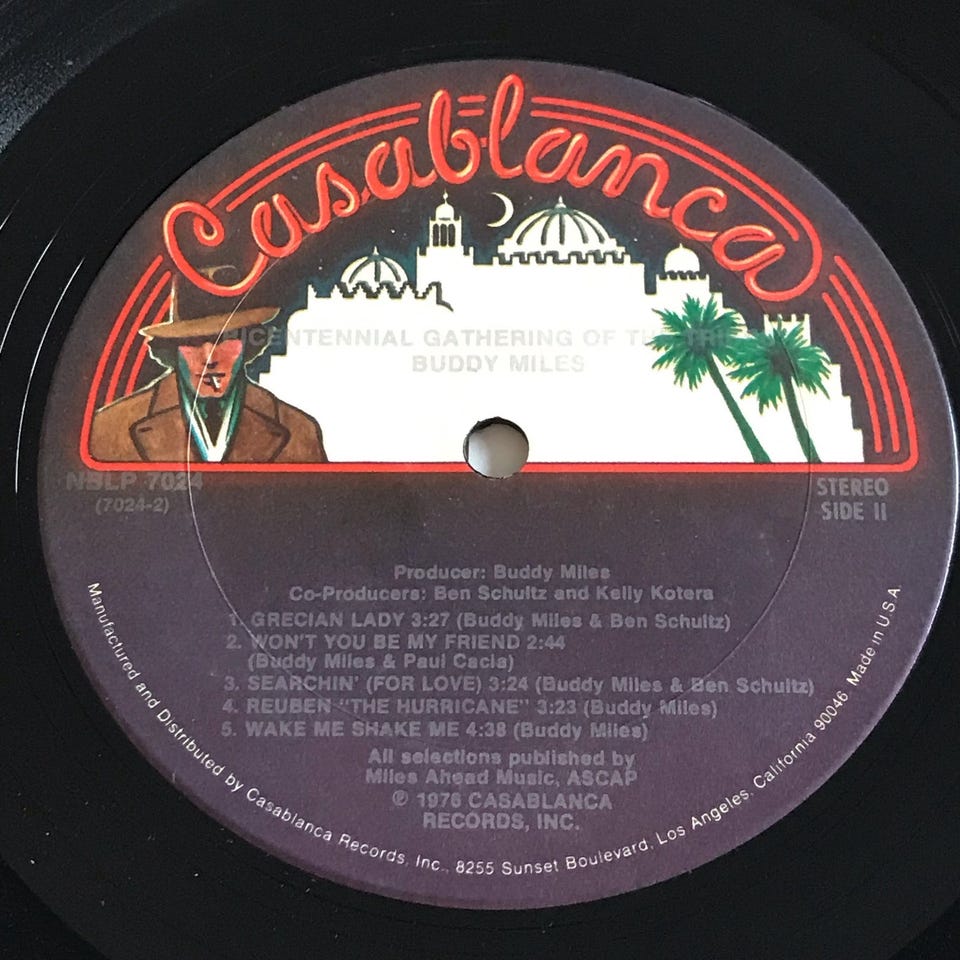 Casablanca
BICENTENNIAL GATHERING OF THE TRIBES
BUDDY MILES
NBLP 7024
(7024-2)
STEREO
SIDE II
Producer: Buddy Miles
Co-Producers: Ben Schultz and Kelly Kotera
1. GRECIAN LADY 3:27 (Buddy Miles & Ben Schultz)
2. WON'T YOU BE MY FRIEND 2:44
(Buddy Miles & Paul Cacia)
3. SEARCHIN' (FOR LOVE) 3:24 (Buddy Miles & Ben Schultz)
4. REUBEN "THE HURRICANE" 3:23 (Buddy Miles)
5. WAKE ME SHAKE ME 4:38 (Buddy Miles)
All selections published by
Miles Ahead Music, ASCAP
℗ 1976 CASABLANCA
RECORDS, INC.
Manufactured and Distributed by Casablanca Records, Inc., 8255 Sunset Boulevard, Los Angeles, California 90046 Made in U.S.A.